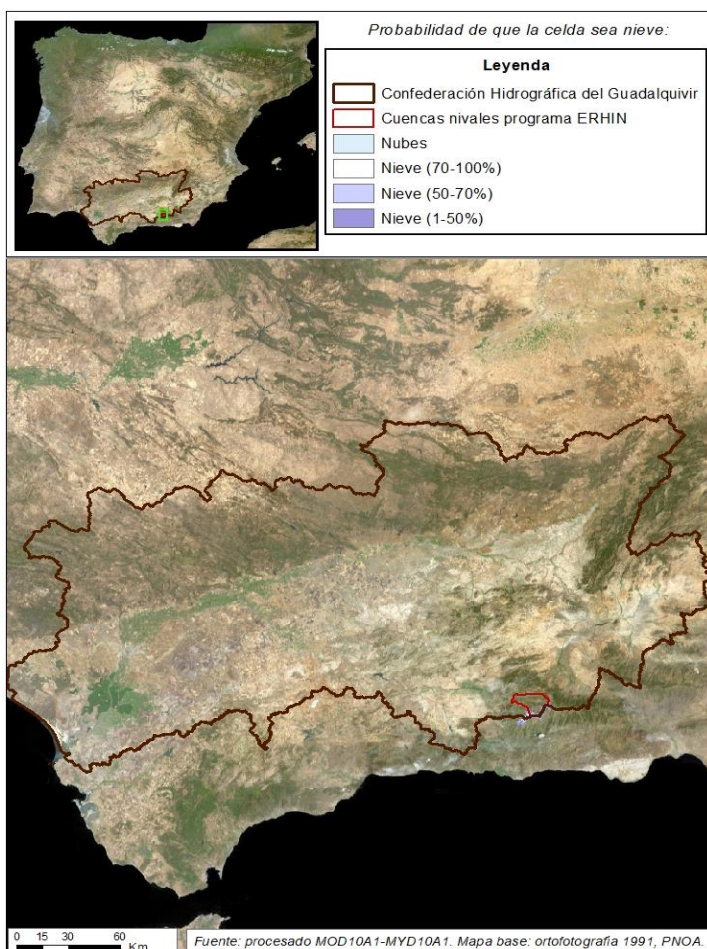 Probabilidad de que la celda sea nieve:
Leyenda
Confederación Hidrográfica del Guadalquivir
Cuencas nivales programa ERHIN
Nubes
Nieve (70-100%)
Nieve (50-70%)
Nieve (1-50%)
0 15 30 60
Km
Fuente: procesado MOD10A1-MYD10A1. Mapa base: ortofotografía 1991, PNOA.